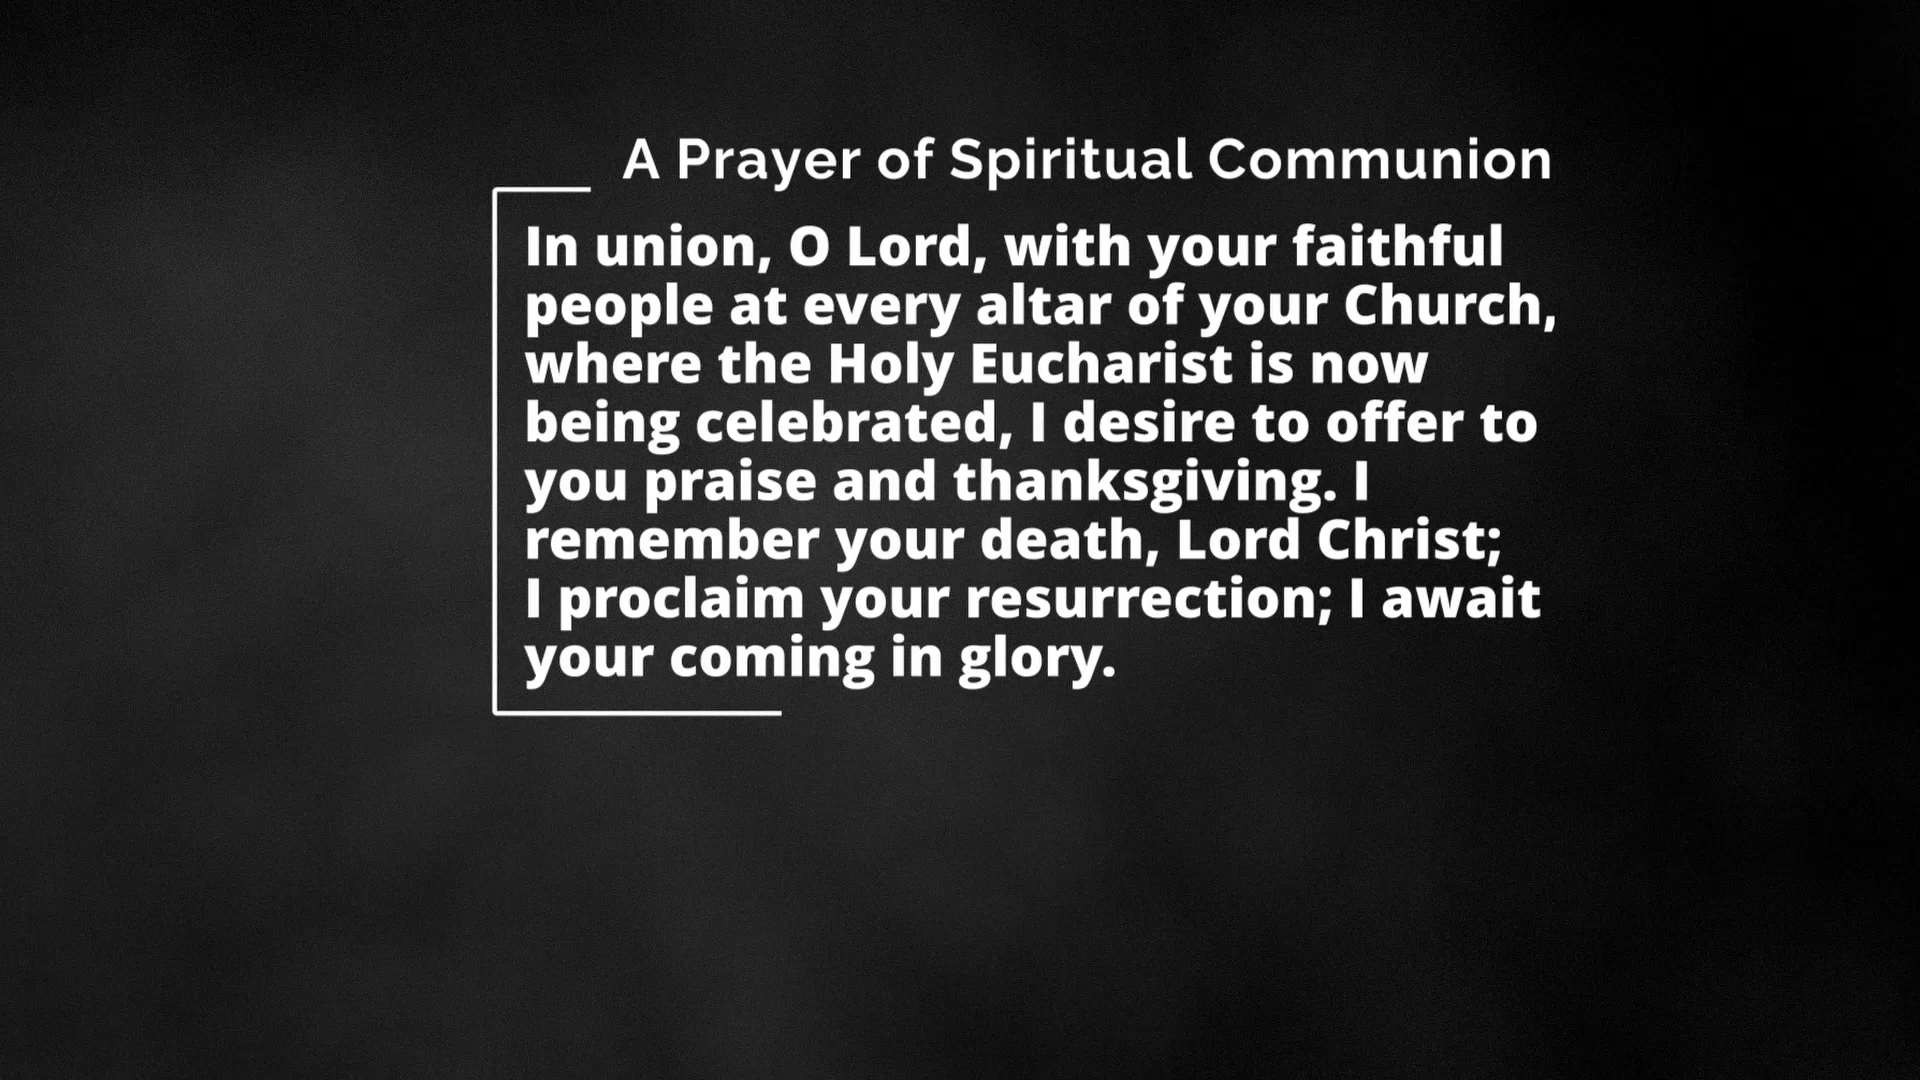 A Prayer of Spiritual Communion
In union, O Lord, with your faithful
people at every altar of your Church,
where the Holy Eucharist is now
being celebrated, I desire to offer to
you praise and thanksgiving. I
remember your death, Lord Christ;
I proclaim your resurrection; I await
your coming in glory.